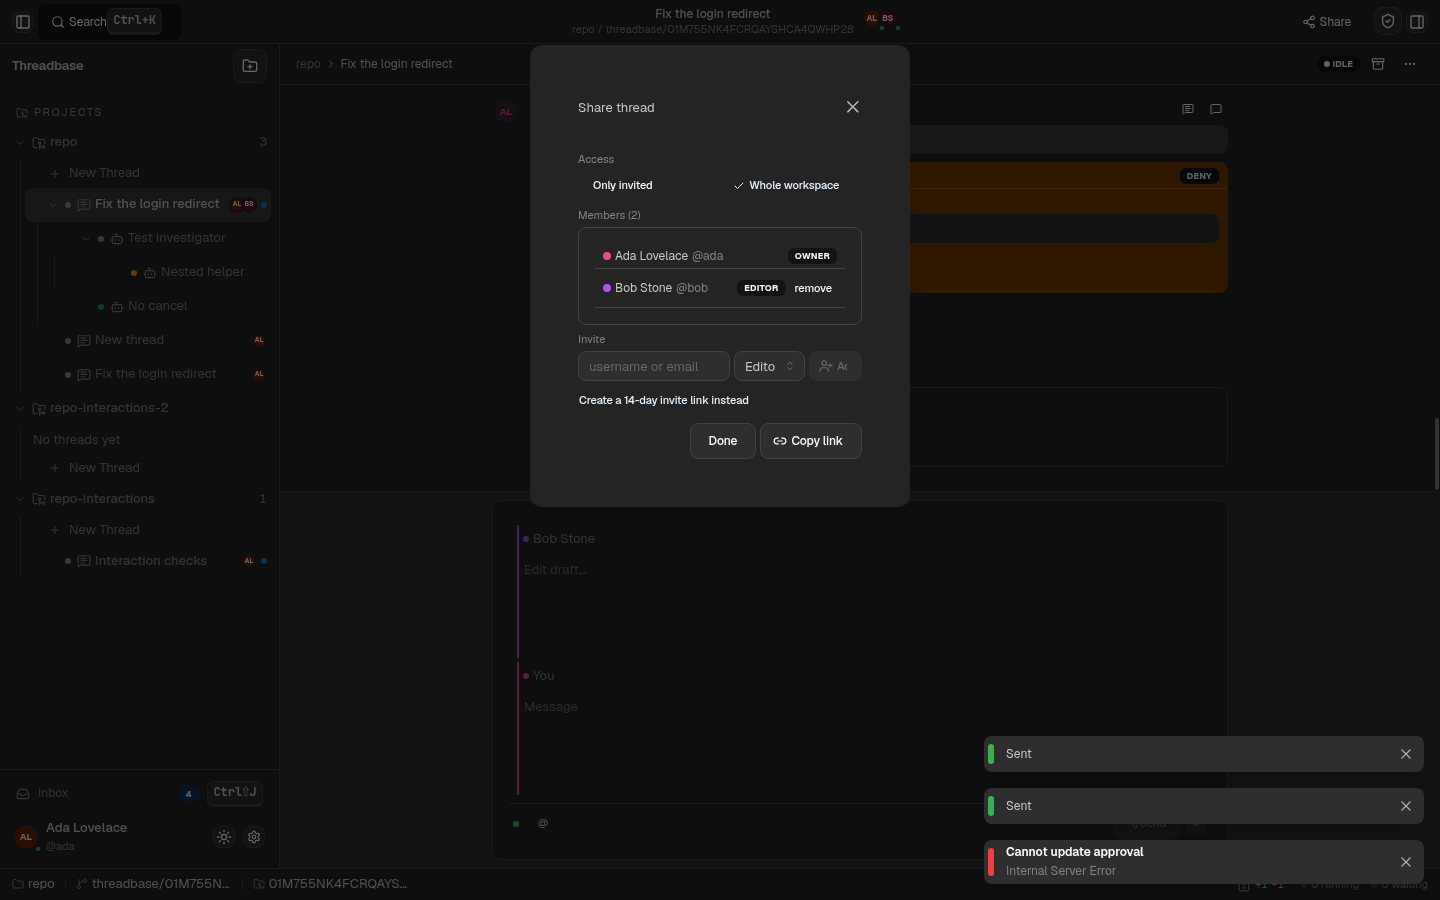 Search Ctrl+K
Fix the login redirect
repo / threadbase/01M755NK4FCRQAYSHCA4QWHP28
AL BS
Share
Threadbase
PROJECTS
repo 3
New Thread
Fix the login redirect AL BS
Test investigator
Nested helper
No cancel
New thread AL
Fix the login redirect AL
repo-interactions-2
No threads yet
New Thread
repo-interactions 1
New Thread
Interaction checks AL
Inbox 4 Ctrl⇧J
AL Ada Lovelace
@ada
repo > Fix the login redirect
IDLE
AL
DENY
Share thread
Access
Only invited
Whole workspace
Members (2)
Ada Lovelace @ada OWNER
Bob Stone @bob EDITOR remove
Invite
username or email
Edito
Create a 14-day invite link instead
Done
Copy link
Bob Stone
Edit draft...
You
Message
@
Sent
Sent
Cannot update approval
Internal Server Error
repo threadbase/01M755N... 01M755NK4FCRQAYS...